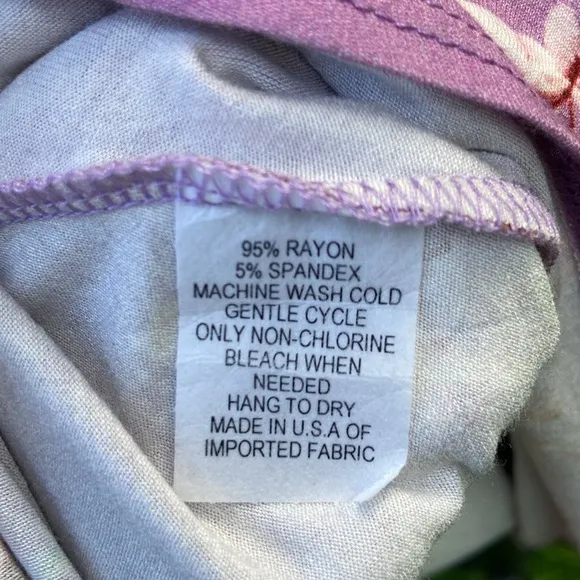 95% RAYON
5% SPANDEX
MACHINE WASH COLD
GENTLE CYCLE
ONLY NON-CHLORINE
BLEACH WHEN
NEEDED
HANG TO DRY
MADE IN U.S.A OF
IMPORTED FABRIC